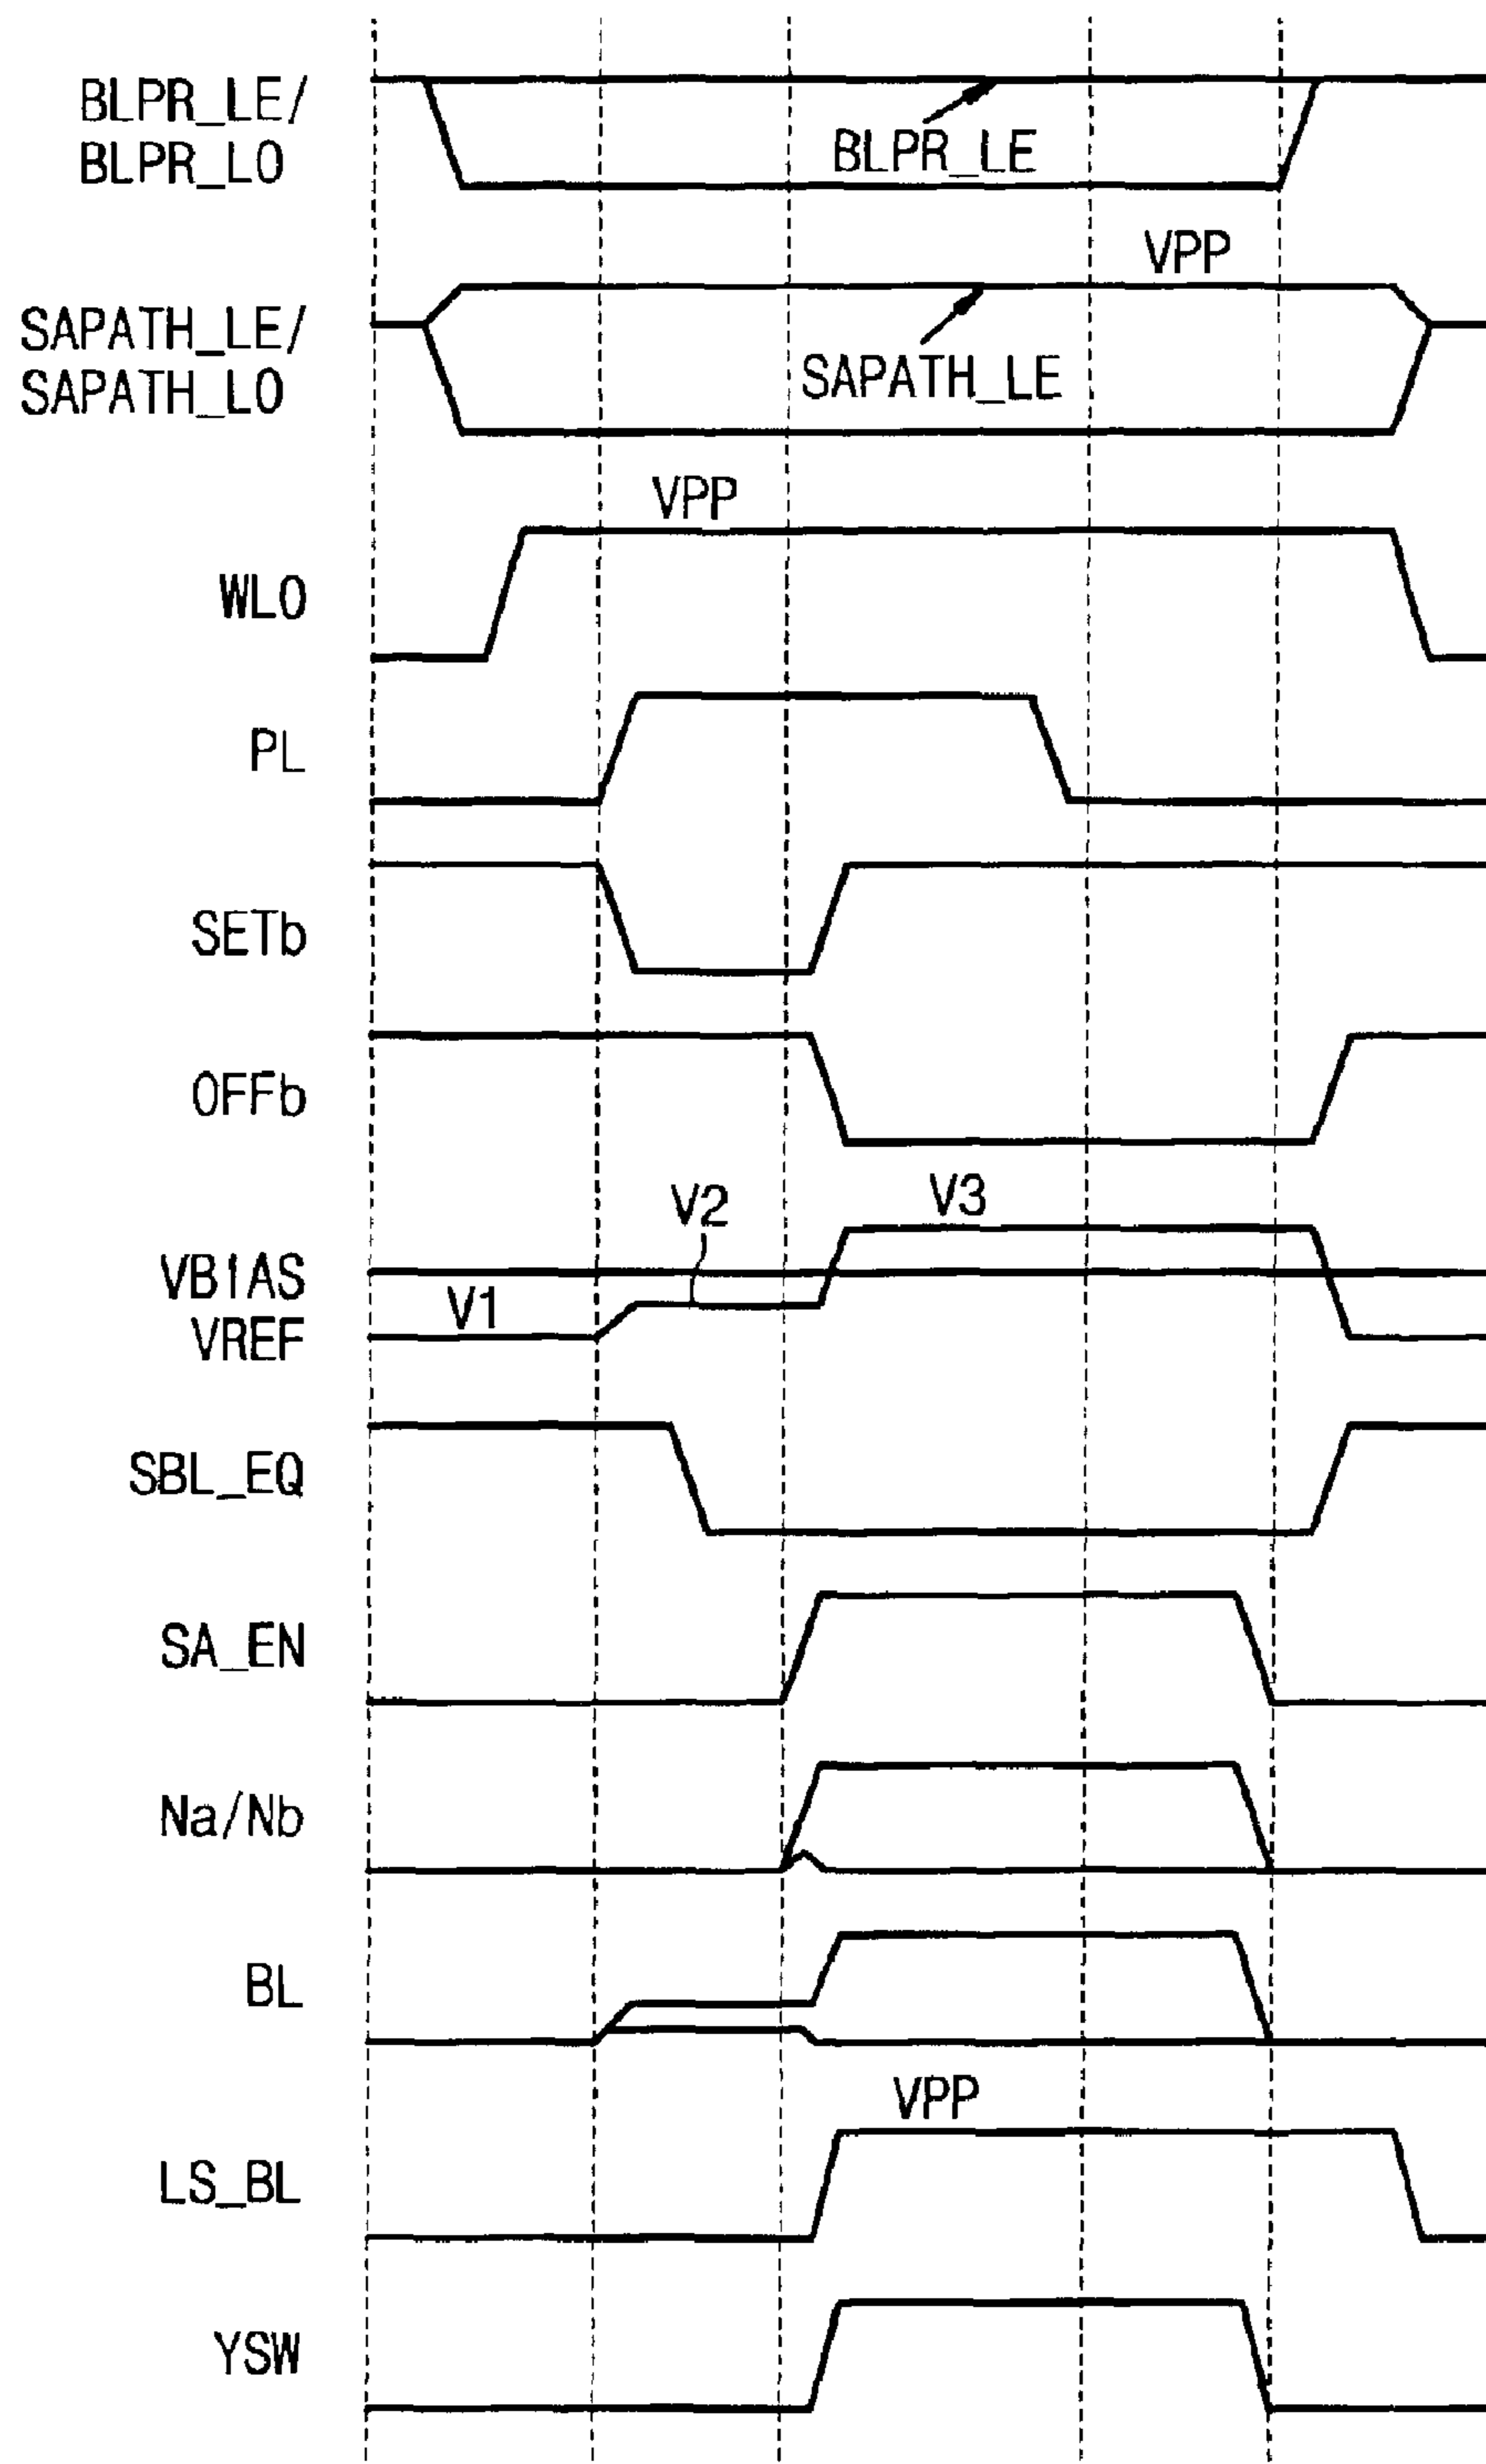 BLPR_LE/
BLPR_LO
BLPR_LE
VPP
SAPATH_LE/
SAPATH_LO
SAPATH_LE
VPP
WLO
PL
SETb
OFFb
V2
V3
VBIAS
V1
VREF
SBL_EQ
SA_EN
Na/Nb
BL
VPP
LS_BL
YSW